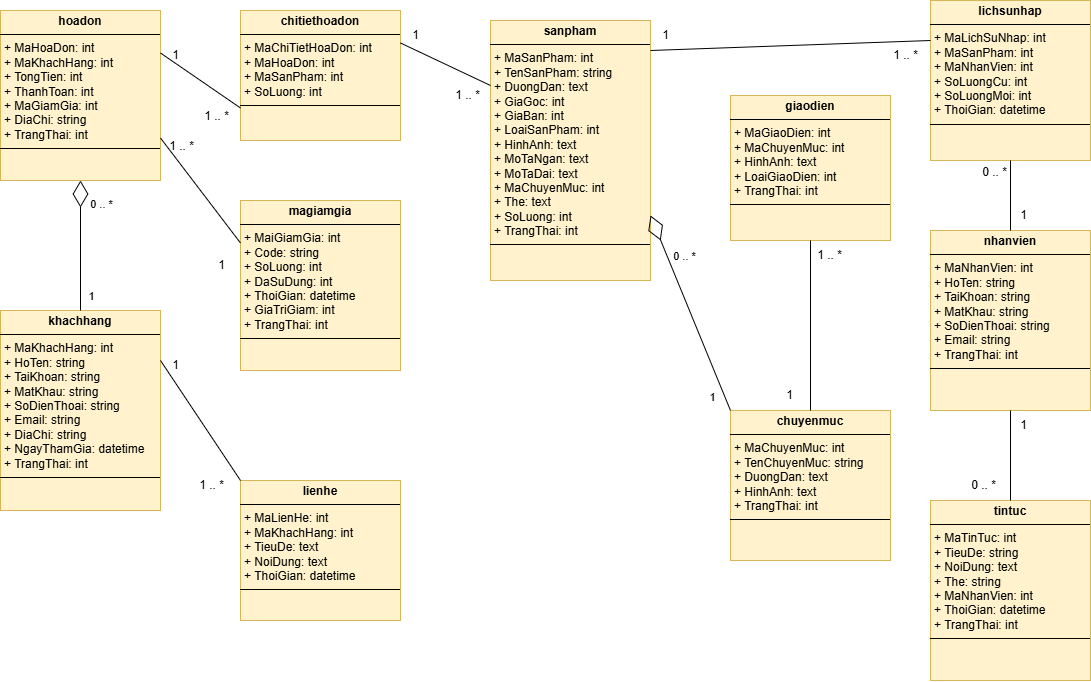 hoadon
+ MaHoaDon: int
+ MaKhachHang: int
+ TongTien: int
+ ThanhToan: int
+ MaGiamGia: int
+ DiaChi: string
+ TrangThai: int
1
1 .. *
1 .. *
0 .. *
1
chitiethoadon
+ MaChiTietHoaDon: int
+ MaHoaDon: int
+ MaSanPham: int
+ SoLuong: int
1
1 .. *
magiamgia
+ MaiGiamGia: int
+ Code: string
+ SoLuong: int
+ DaSuDung: int
+ ThoiGian: datetime
+ GiaTriGiam: int
+ TrangThai: int
1
khachhang
+ MaKhachHang: int
+ HoTen: string
+ TaiKhoan: string
+ MatKhau: string
+ SoDienThoai: string
+ Email: string
+ DiaChi: string
+ NgayThamGia: datetime
+ TrangThai: int
1
1 .. *
lienhe
+ MaLienHe: int
+ MaKhachHang: int
+ TieuDe: text
+ NoiDung: text
+ ThoiGian: datetime
sanpham
+ MaSanPham: int
+ TenSanPham: string
+ DuongDan: text
+ GiaGoc: int
+ GiaBan: int
+ LoaiSanPham: int
+ HinhAnh: text
+ MoTaNgan: text
+ MoTaDai: text
+ MaChuyenMuc: int
+ The: text
+ SoLuong: int
+ TrangThai: int
1
1 .. *
0 .. *
1
giaodien
+ MaGiaoDien: int
+ MaChuyenMuc: int
+ HinhAnh: text
+ LoaiGiaoDien: int
+ TrangThai: int
1 .. *
1
chuyenmuc
+ MaChuyenMuc: int
+ TenChuyenMuc: string
+ DuongDan: text
+ HinhAnh: text
+ TrangThai: int
lichsunhap
+ MaLichSuNhap: int
+ MaSanPham: int
+ MaNhanVien: int
+ SoLuongCu: int
+ SoLuongMoi: int
+ ThoiGian: datetime
0 .. *
1
nhanvien
+ MaNhanVien: int
+ HoTen: string
+ TaiKhoan: string
+ MatKhau: string
+ SoDienThoai: string
+ Email: string
+ TrangThai: int
1
0 .. *
tintuc
+ MaTinTuc: int
+ TieuDe: string
+ NoiDung: text
+ The: string
+ MaNhanVien: int
+ ThoiGian: datetime
+ TrangThai: int